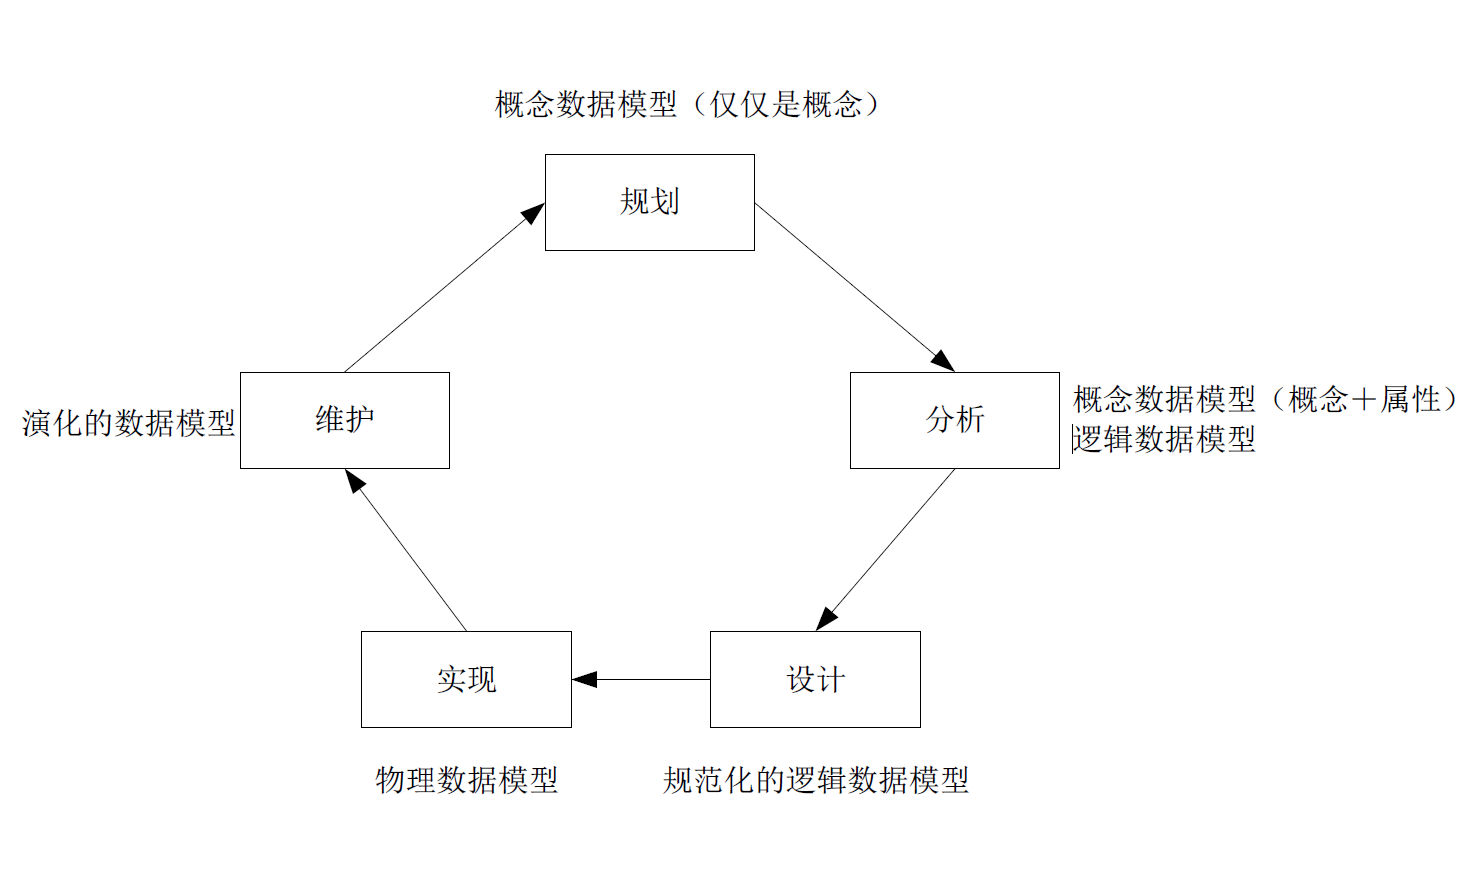 概念数据模型（仅仅是概念）
规划
演化的数据模型
维护
分析
概念数据模型（概念＋属性）
逻辑数据模型
实现
设计
物理数据模型
规范化的逻辑数据模型